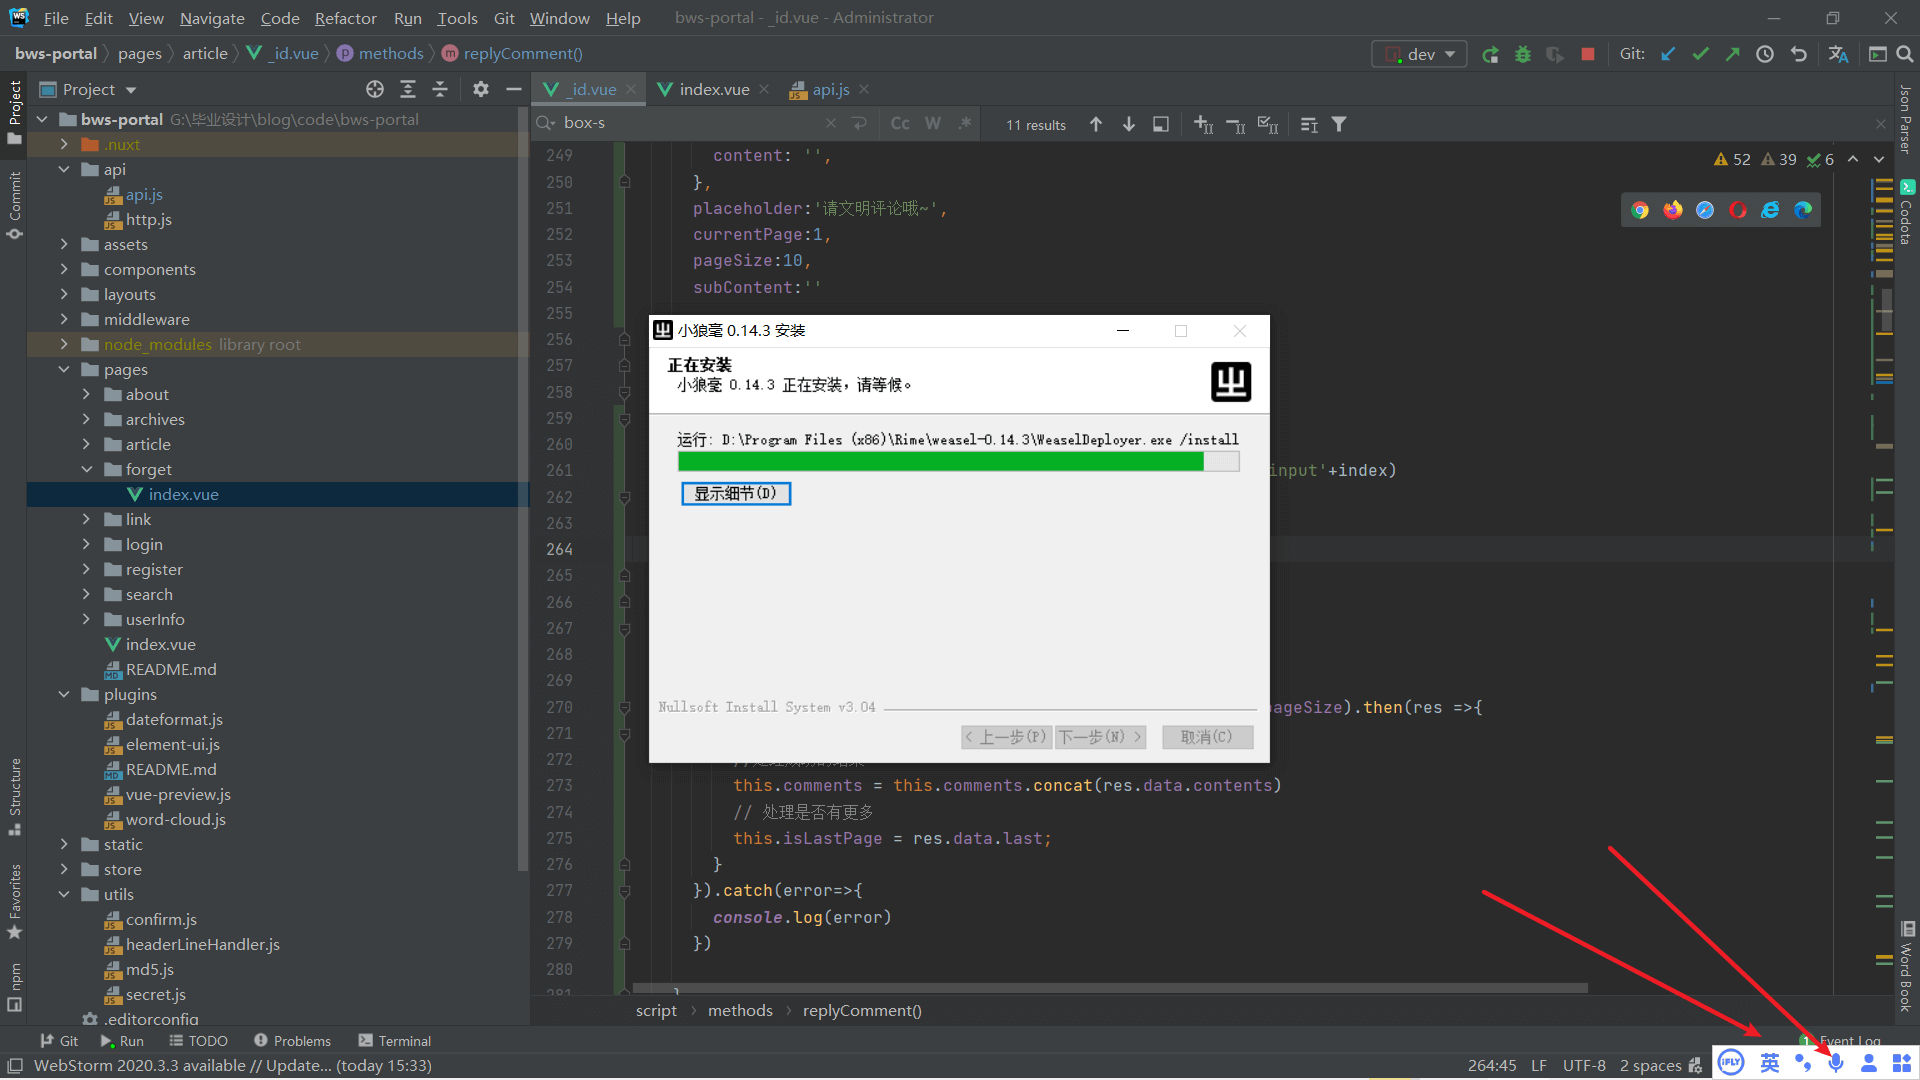 File Edit View Navigate Code Refactor Run Tools Git Window Help bws-portal - _id.vue - Administrator
bws-portal pages article _id.vue methods replyComment()
dev Git:
Project
_id.vue index.vue api.js
bws-portal G:\毕业设计\blog\code\bws-portal
.nuxt
api
api.js
http.js
assets
components
layouts
middleware
node_modules library root
pages
about
archives
article
forget
index.vue
link
login
register
search
userInfo
index.vue
README.md
plugins
dateformat.js
element-ui.js
README.md
vue-preview.js
word-cloud.js
static
store
utils
confirm.js
headerLineHandler.js
md5.js
secret.js
.editorconfig
Project
Commit
Structure
Favorites
npm
box-s Cc W .* 11 results
52 39 6
249 content: '',
250 },
251 placeholder:'请文明评论哦~',
252 currentPage:1,
253 pageSize:10,
254 subContent:''
255
256
257
258
259
260
261 input'+index)
262
263
264
265
266
267
268
269
270 ageSize).then(res =>{
271
272 //处理成功的结果
273 this.comments = this.comments.concat(res.data.contents)
274 // 处理是否有更多
275 this.isLastPage = res.data.last;
276 }
277 }).catch(error=>{
278 console.log(error)
279 })
280
281 }
小狼毫 0.14.3 安装
正在安装
小狼毫 0.14.3 正在安装，请等候。
运行: D:\Program Files (x86)\Rime\weasel-0.14.3\WeaselDeployer.exe /install
显示细节(D)
Nullsoft Install System v3.04
< 上一步(P) 下一步(N) > 取消(C)
Json Parser
Codota
Word Book
script methods replyComment()
Git Run TODO Problems Terminal 1 Event Log
WebStorm 2020.3.3 available // Update... (today 15:33) 264:45 LF UTF-8 2 spaces
iFLY 英